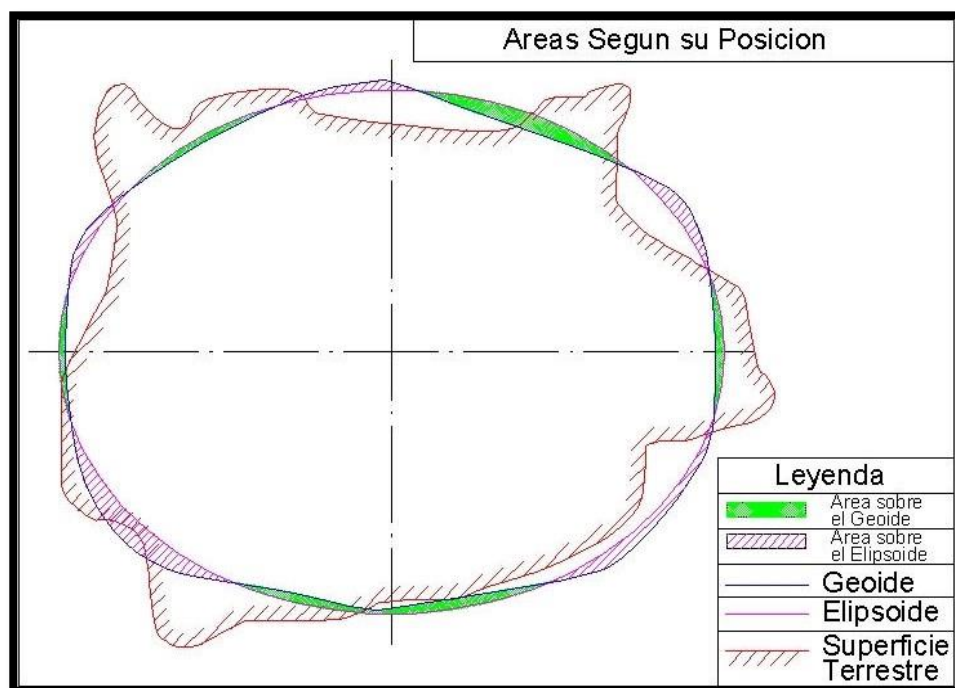 Areas Segun su Posicion
Leyenda
Area sobre
el Geoide
Area sobre
el Elipsoide
Geoide
Elipsoide
Superficie
Terrestre